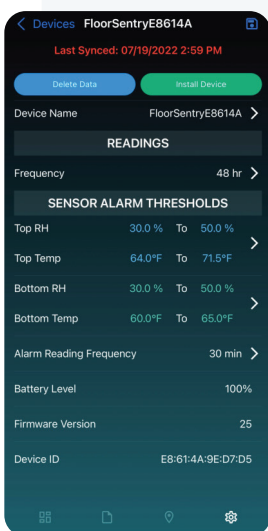 Devices FloorSentryE8614A
Last Synced: 07/19/2022 2:59 PM
Delete Data Install Device
Device Name FloorSentryE8614A
READINGS
Frequency 48 hr
SENSOR ALARM THRESHOLDS
Top RH 30.0 % To 50.0 %
Top Temp 64.0°F To 71.5°F
Bottom RH 30.0 % To 50.0 %
Bottom Temp 60.0°F To 65.0°F
Alarm Reading Frequency 30 min
Battery Level 100%
Firmware Version 25
Device ID E8:61:4A:9E:D7:D5